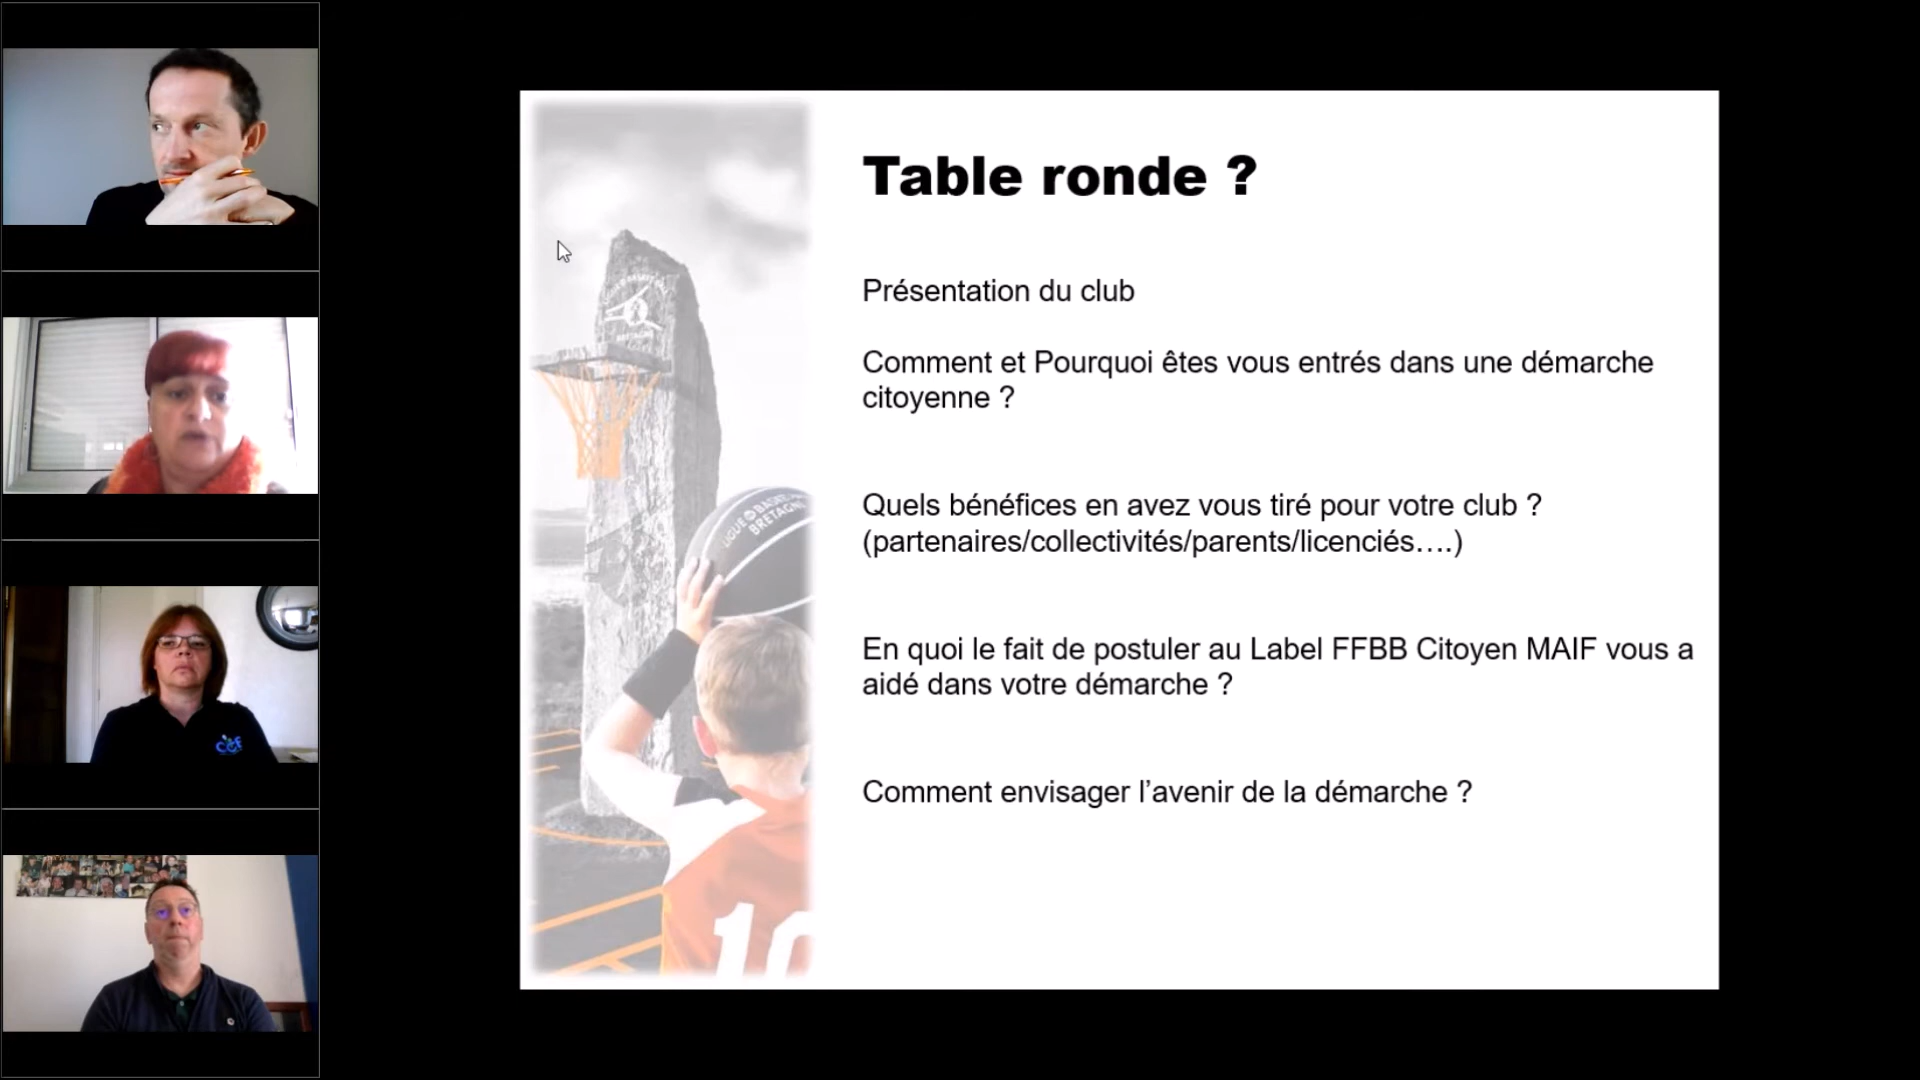 Table ronde ?
Présentation du club
Comment et Pourquoi êtes vous entrés dans une démarche
citoyenne ?
Quels bénéfices en avez vous tiré pour votre club ?
(partenaires/collectivités/parents/licenciés….)
En quoi le fait de postuler au Label FFBB Citoyen MAIF vous a
aidé dans votre démarche ?
Comment envisager l’avenir de la démarche ?
BRETAGNE
10